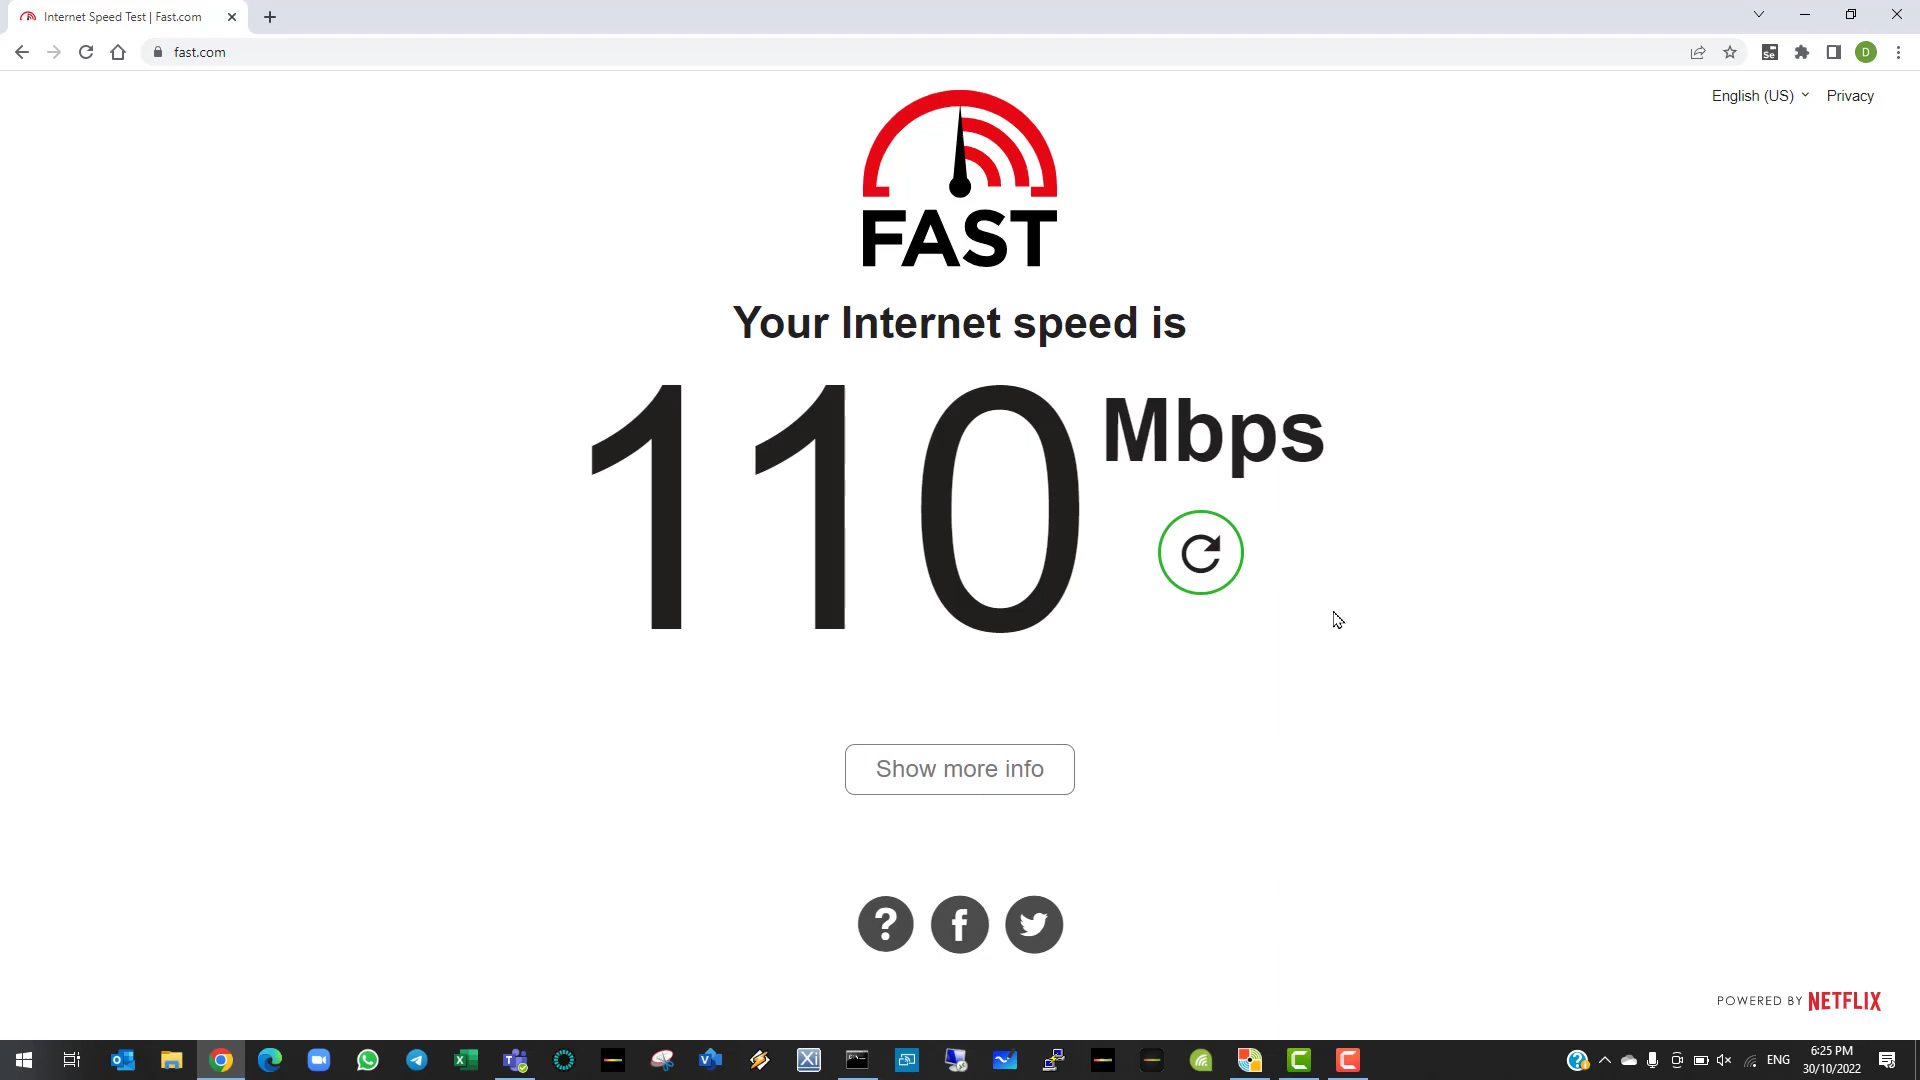 Internet Speed Test | Fast.com
fast.com
English (US)
Privacy
FAST
Your Internet speed is
110 Mbps
Show more info
POWERED BY NETFLIX
ENG
6:25 PM
30/10/2022